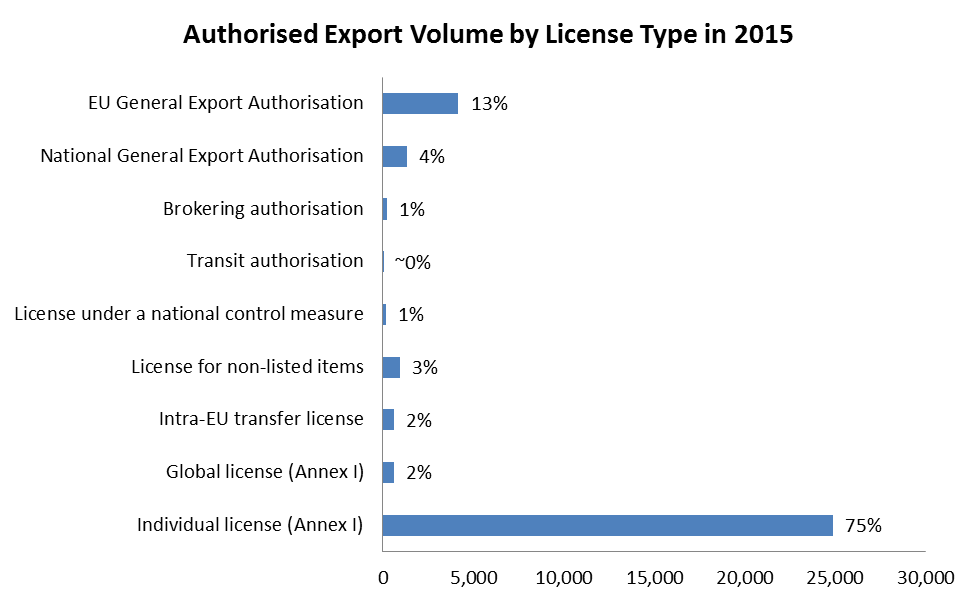 Authorised Export Volume by License Type in 2015
EU General Export Authorisation 13%
National General Export Authorisation 4%
Brokering authorisation 1%
Transit authorisation ~0%
License under a national control measure 1%
License for non-listed items 3%
Intra-EU transfer license 2%
Global license (Annex I) 2%
Individual license (Annex I) 75%
0 5,000 10,000 15,000 20,000 25,000 30,000